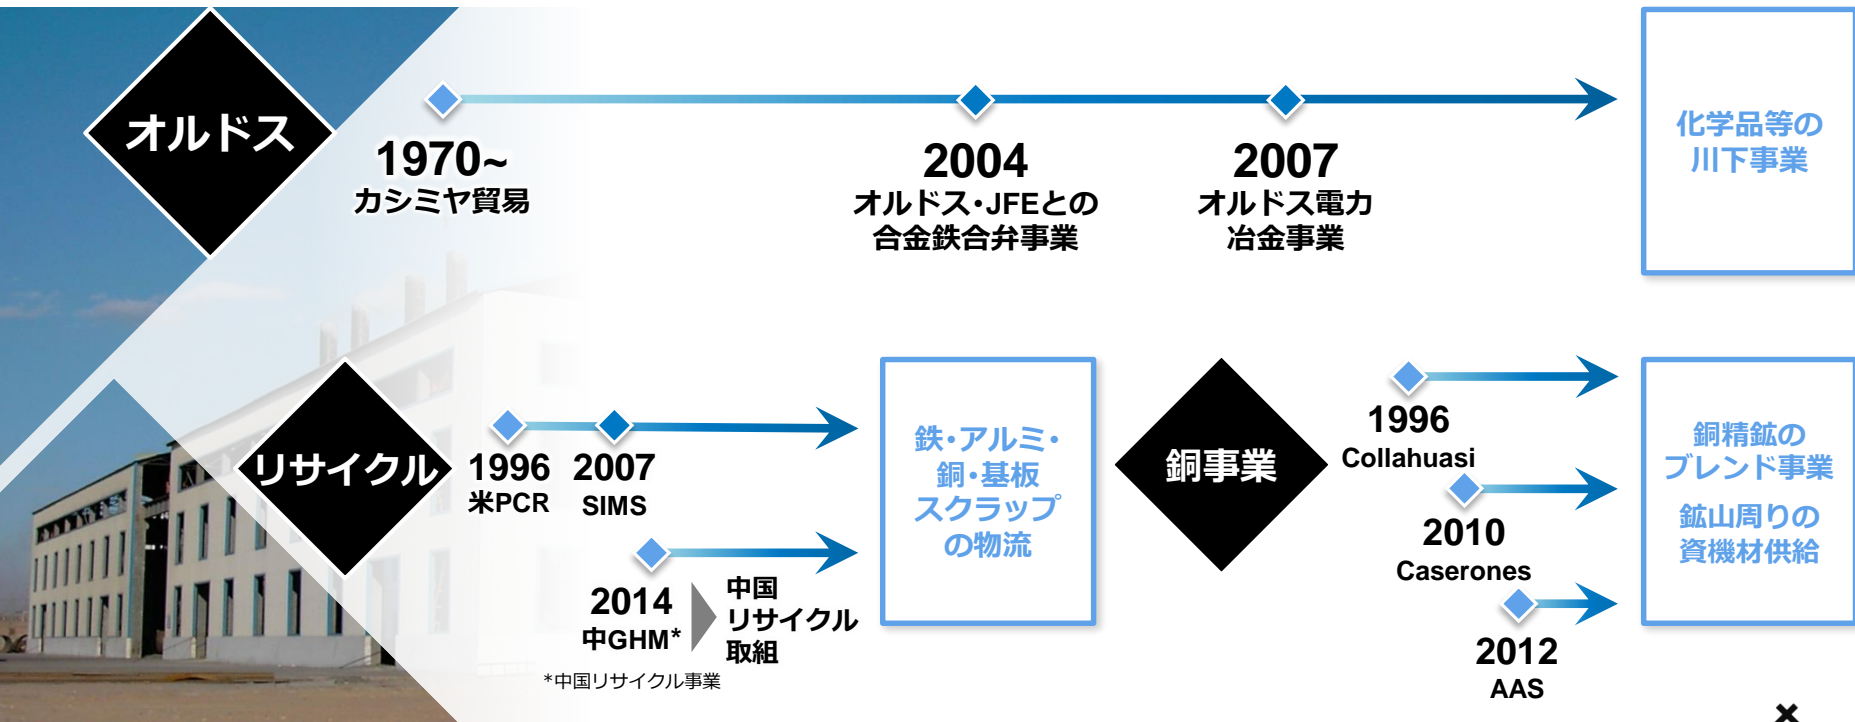 オルドス
1970~
カシミヤ貿易
2004
オルドス・JFEとの
合金鉄合弁事業
2007
オルドス電力
冶金事業
化学品等の
川下事業
リサイクル
1996
米PCR
2007
SIMS
2014
中GHM*
中国
リサイクル
取組
*中国リサイクル事業
鉄・アルミ・
銅・基板
スクラップ
の物流
銅事業
1996
Collahuasi
2010
Caserones
2012
AAS
銅精鉱の
ブレンド事業
鉱山周りの
資機材供給
×